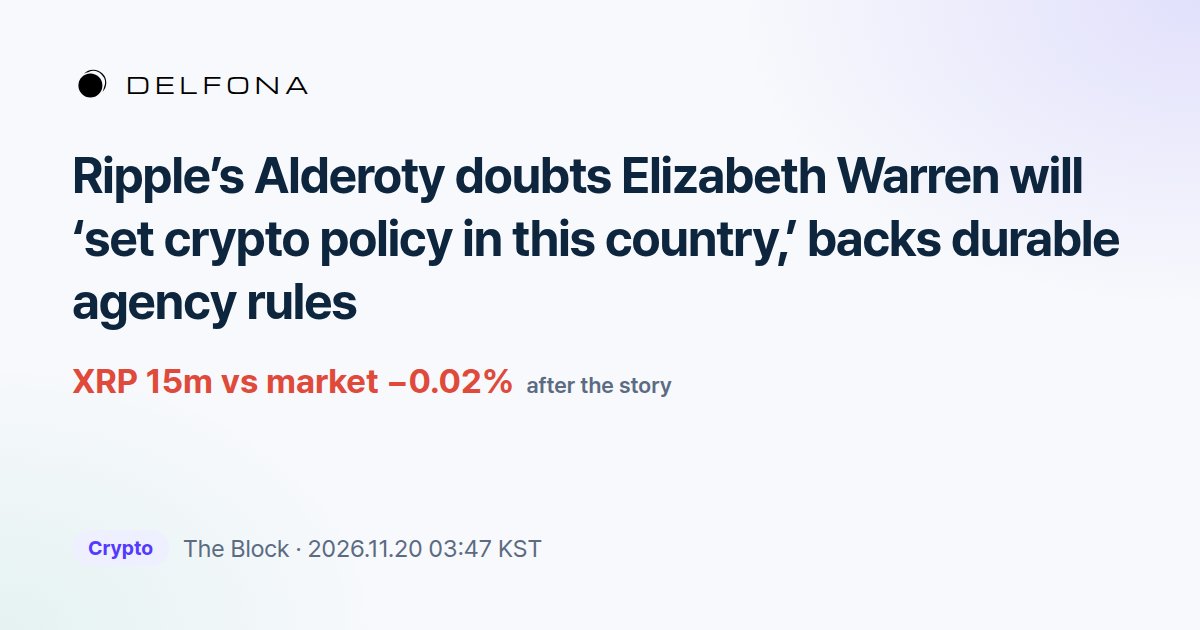 DELFONA
Ripple’s Alderoty doubts Elizabeth Warren will
‘set crypto policy in this country,’ backs durable
agency rules
XRP 15m vs market −0.02% after the story
Crypto The Block · 2026.11.20 03:47 KST